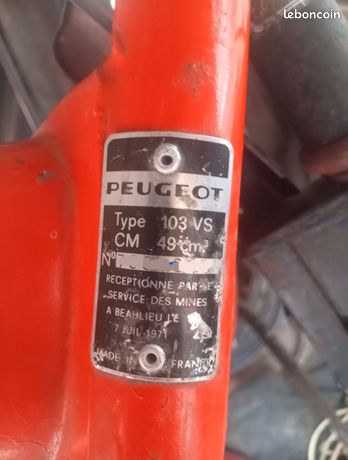 leboncoin
PEUGEOT
Type 103 VS
CM 49 cm³
N°
RECEPTIONNE PAR LE
SERVICE DES MINES
A BEAULIEU LE
7 JUIL 1971
MADE IN FRANCE